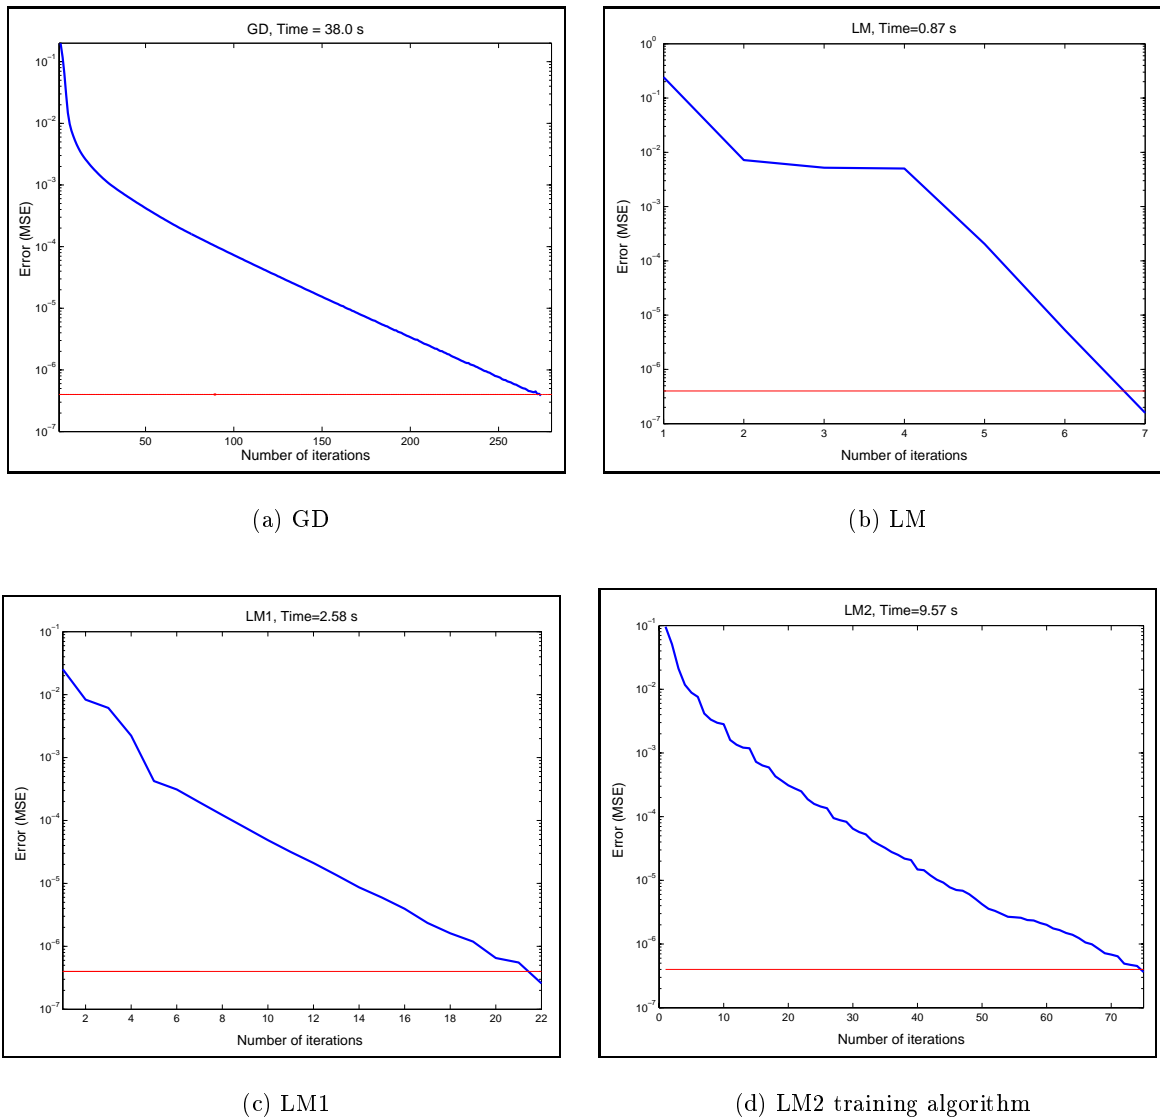 GD, Time = 38.0 s
10⁻¹
10⁻²
10⁻³
10⁻⁴
10⁻⁵
10⁻⁶
10⁻⁷
Error (MSE)
50 100 150 200 250
Number of iterations
(a) GD
LM, Time=0.87 s
10⁰
10⁻¹
10⁻²
10⁻³
10⁻⁴
10⁻⁵
10⁻⁶
10⁻⁷
Error (MSE)
1 2 3 4 5 6 7
Number of iterations
(b) LM
LM1, Time=2.58 s
10⁻¹
10⁻²
10⁻³
10⁻⁴
10⁻⁵
10⁻⁶
10⁻⁷
Error (MSE)
2 4 6 8 10 12 14 16 18 20 22
Number of iterations
(c) LM1
LM2, Time=9.57 s
10⁻¹
10⁻²
10⁻³
10⁻⁴
10⁻⁵
10⁻⁶
10⁻⁷
Error (MSE)
0 10 20 30 40 50 60 70
Number of iterations
(d) LM2 training algorithm